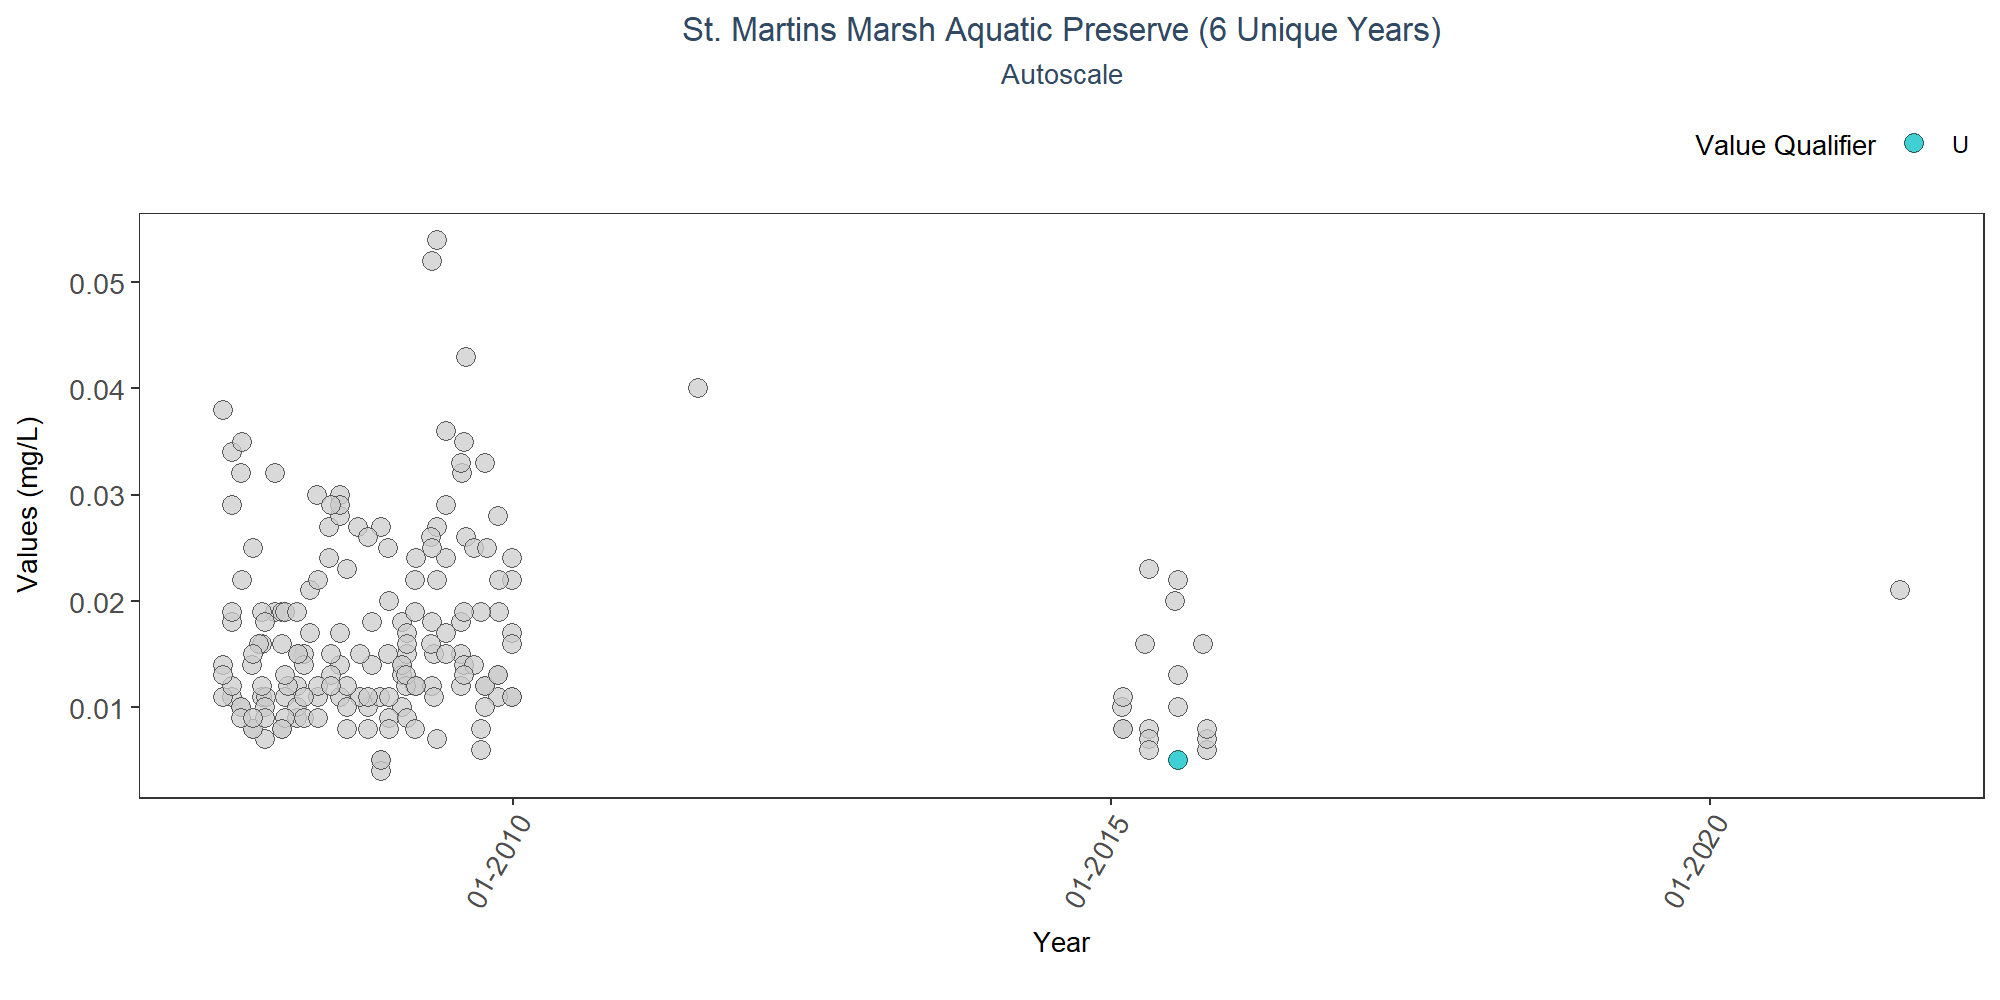 St. Martins Marsh Aquatic Preserve (6 Unique Years)
Autoscale
Value Qualifier U
0.05
0.04
0.03
0.02
0.01
Values (mg/L)
01-2010
01-2015
01-2020
Year